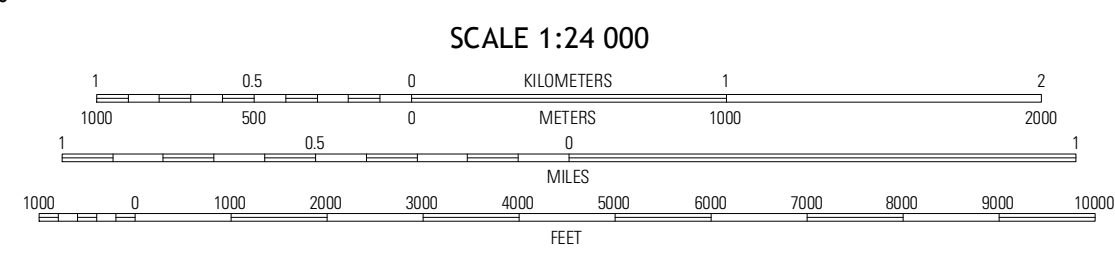 SCALE 1:24 000
1 0.5 0 KILOMETERS 1 2
1000 500 0 METERS 1000 2000
1 0.5 0 1
MILES
1000 0 1000 2000 3000 4000 5000 6000 7000 8000 9000 10000
FEET